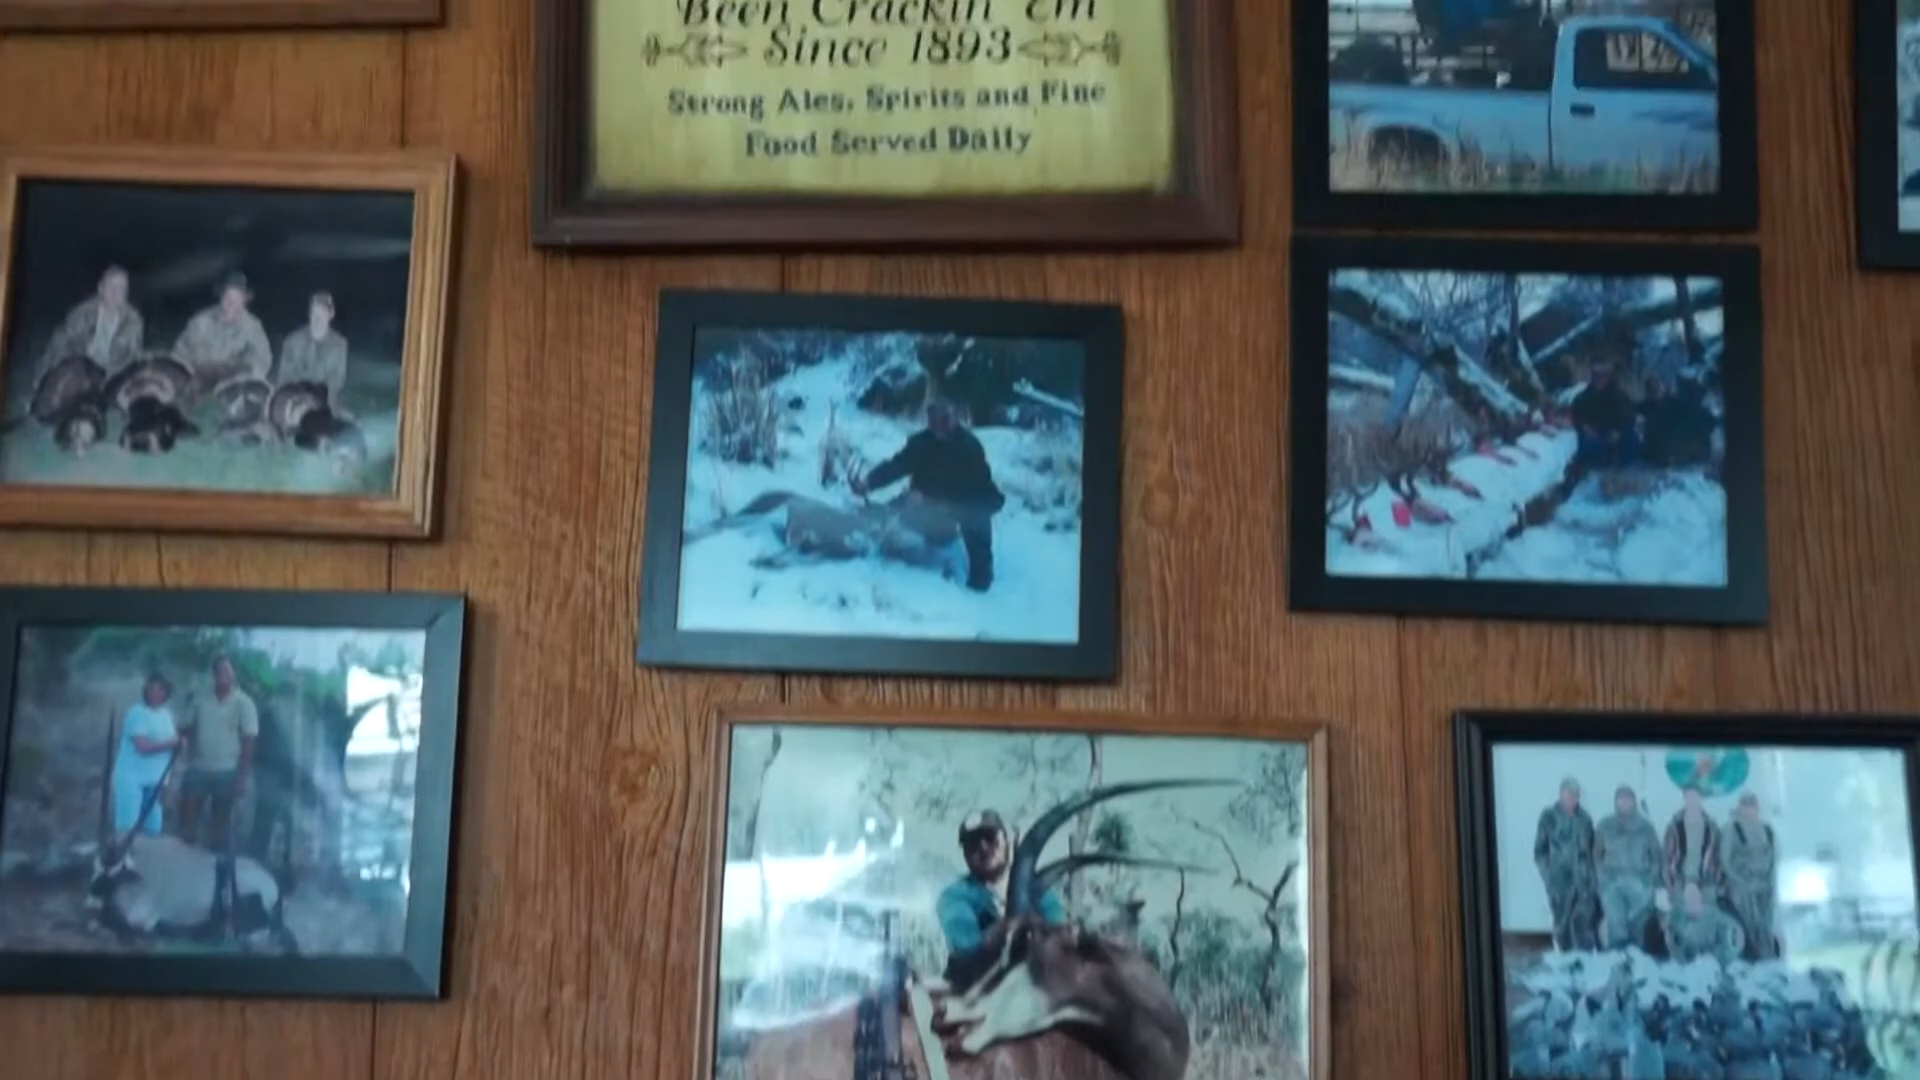 Been Crackin' Em
Since 1893
Strong Ales, Spirits and Fine
Food Served Daily